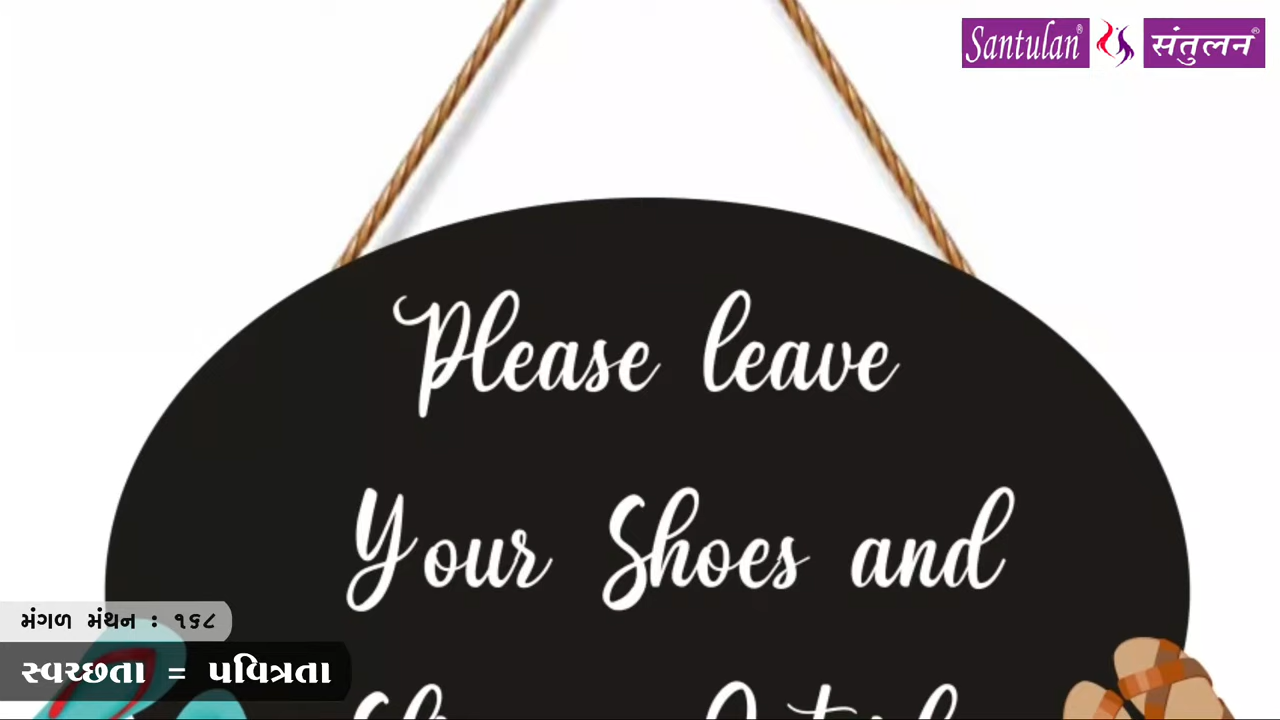 Santulan® संतुलन®
Please leave
Your Shoes and
મંગળ મંથન : ૧૬૮
સ્વચ્છતા = પવિત્રતા